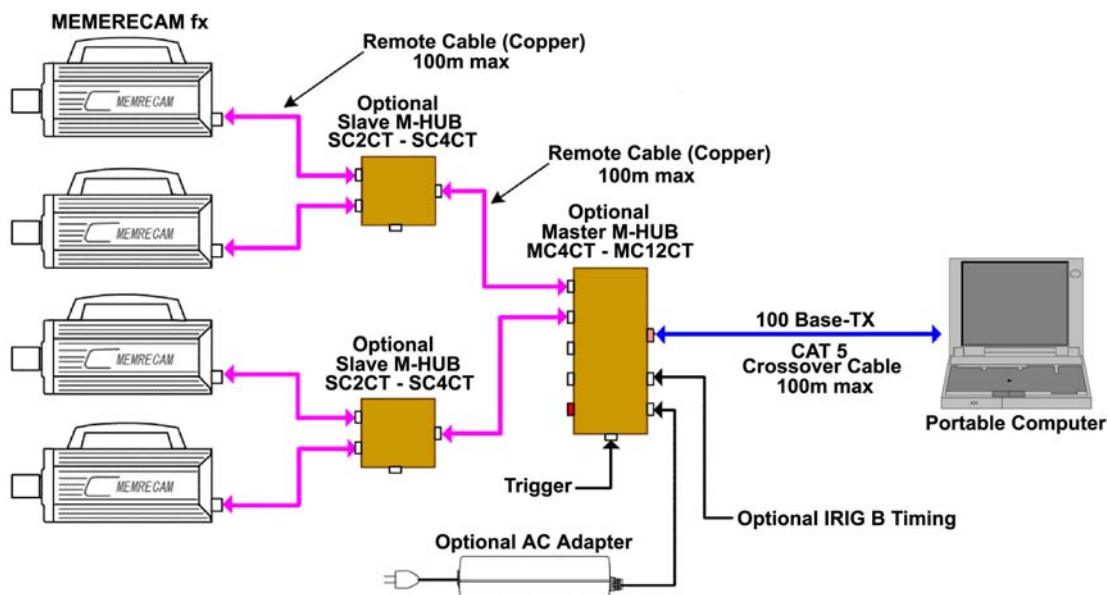 MEMERECAM fx
Remote Cable (Copper)
100m max
MEMRECAM
Optional
Slave M-HUB
SC2CT - SC4CT
Remote Cable (Copper)
100m max
MEMRECAM
Optional
Master M-HUB
MC4CT - MC12CT
100 Base-TX
CAT 5
Crossover Cable
100m max
Portable Computer
MEMRECAM
Optional
Slave M-HUB
SC2CT - SC4CT
MEMRECAM
Trigger
Optional IRIG B Timing
Optional AC Adapter